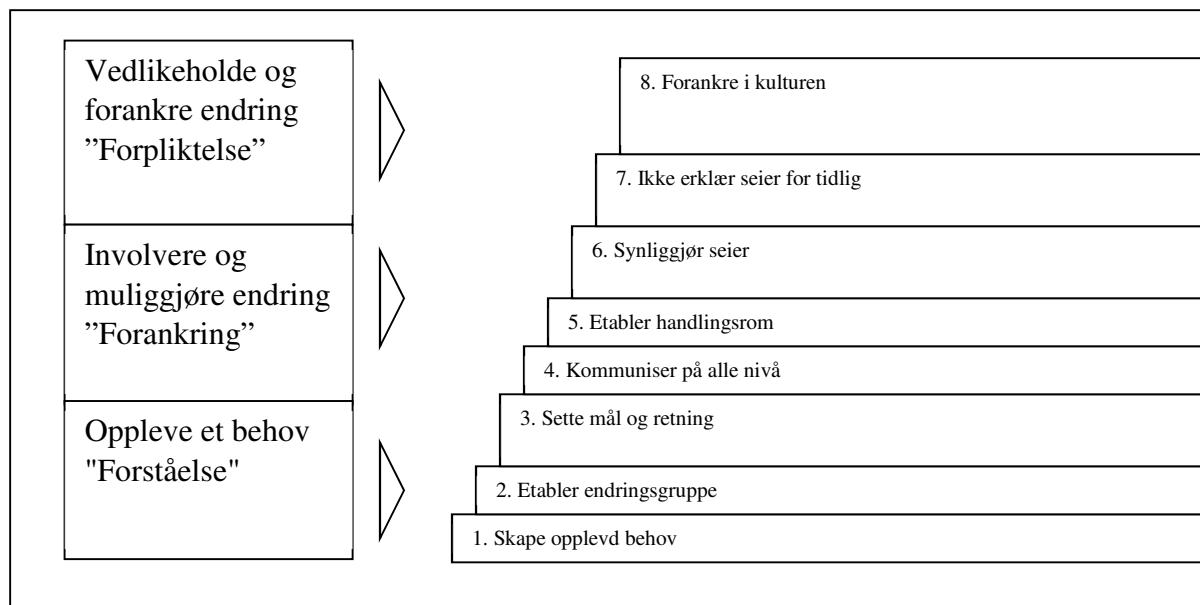 Vedlikeholde og
forankre endring
”Forpliktelse”
Involvere og
muliggjøre endring
”Forankring”
Oppleve et behov
"Forståelse"
8. Forankre i kulturen
7. Ikke erklær seier for tidlig
6. Synliggjør seier
5. Etabler handlingsrom
4. Kommuniser på alle nivå
3. Sette mål og retning
2. Etabler endringsgruppe
1. Skape opplevd behov